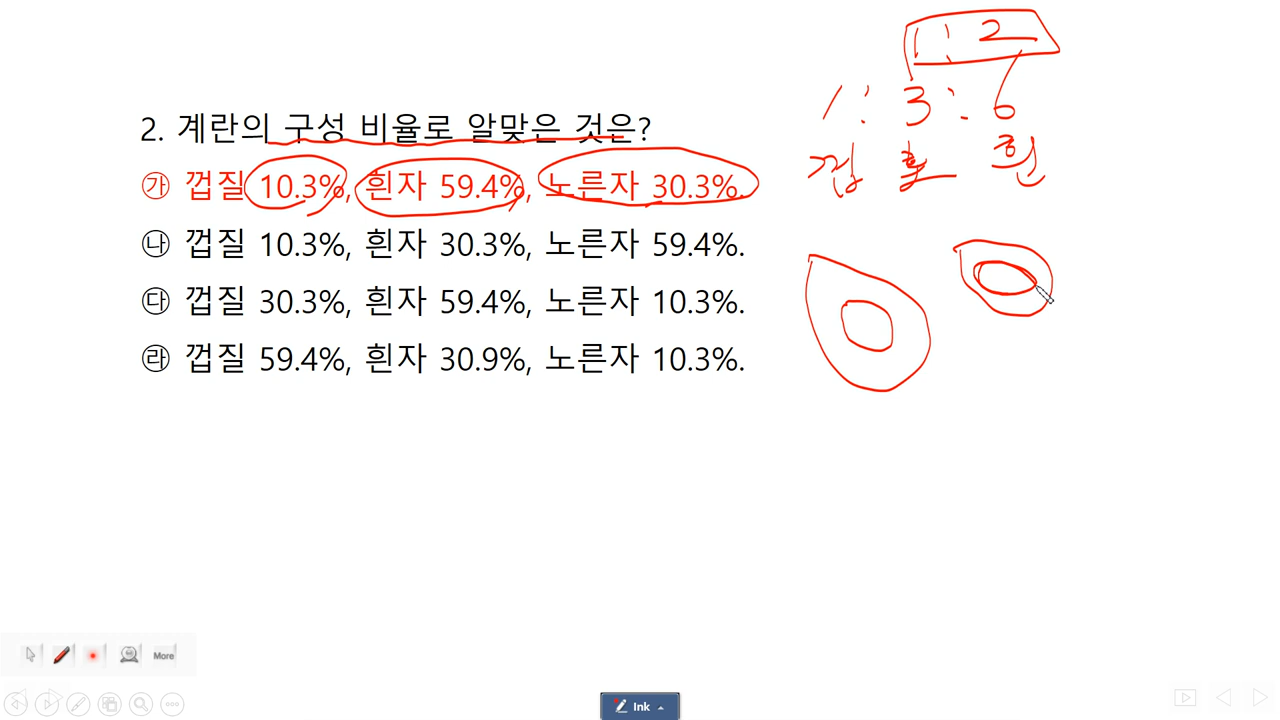 1 : 2
1 : 3 : 6
껍 노 흰
2. 계란의 구성 비율로 알맞은 것은?
㉮ 껍질 10.3%, 흰자 59.4%, 노른자 30.3%.
㉯ 껍질 10.3%, 흰자 30.3%, 노른자 59.4%.
㉰ 껍질 30.3%, 흰자 59.4%, 노른자 10.3%.
㉱ 껍질 59.4%, 흰자 30.9%, 노른자 10.3%.
More
Ink